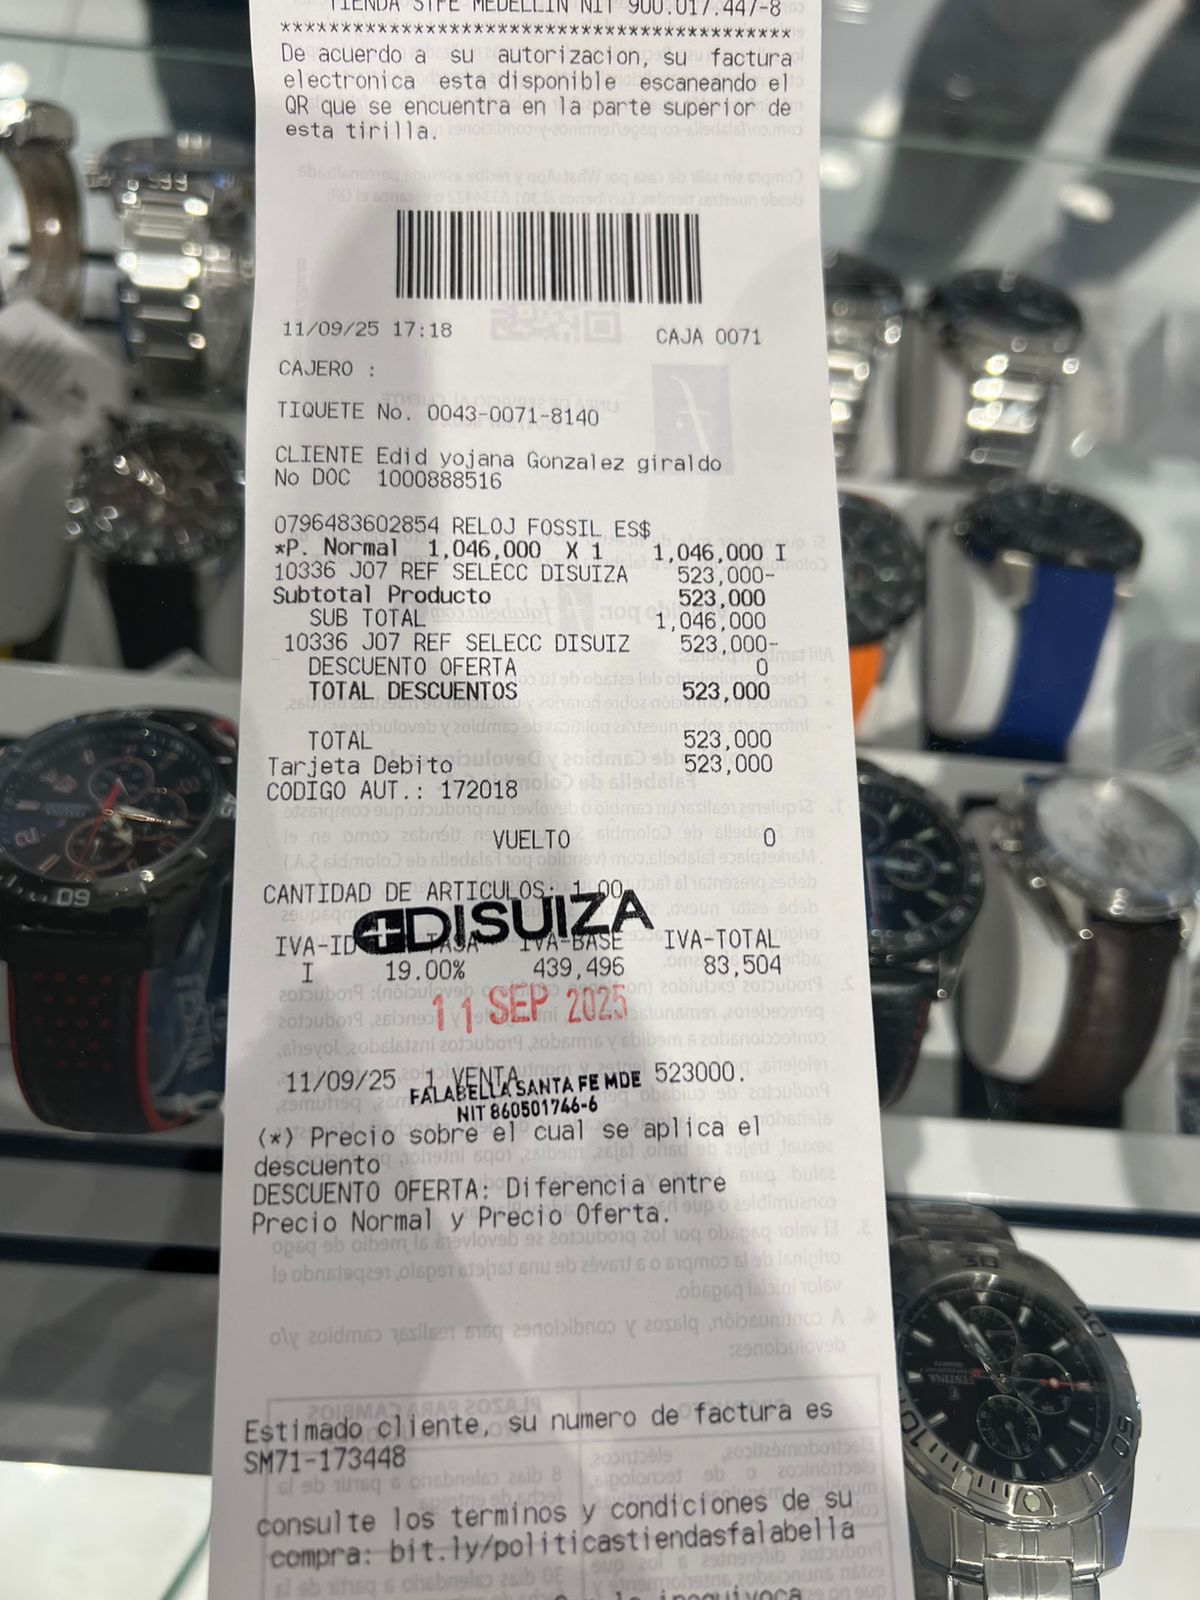 TIENDA STFE MEDELLIN NIT 900.017.447-8
******************************************
De acuerdo a su autorizacion, su factura
electronica esta disponible escaneando el
QR que se encuentra en la parte superior de
esta tirilla.
11/09/25 17:18 CAJA 0071
CAJERO :
TIQUETE No. 0043-0071-8140
CLIENTE Edid yojana Gonzalez giraldo
No DOC 1000888516
0796483602854 RELOJ FOSSIL ES$
*P. Normal 1,046,000 X 1 1,046,000 I
10336 J07 REF SELECC DISUIZA 523,000-
Subtotal Producto 523,000
SUB TOTAL 1,046,000
10336 J07 REF SELECC DISUIZ 523,000-
DESCUENTO OFERTA 0
TOTAL DESCUENTOS 523,000
TOTAL 523,000
Tarjeta Debito 523,000
CODIGO AUT.: 172018
VUELTO 0
CANTIDAD DE ARTICULOS: 1.00
DISUIZA
IVA-ID TASA IVA-BASE IVA-TOTAL
I 19.00% 439,496 83,504
11 SEP 2025
11/09/25 1 VENTA 523000.
FALABELLA SANTA FE MDE
NIT 860501746-6
(*) Precio sobre el cual se aplica el
descuento
DESCUENTO OFERTA: Diferencia entre
Precio Normal y Precio Oferta.
Estimado cliente, su numero de factura es
SM71-173448
consulte los terminos y condiciones de su
compra: bit.ly/politicastiendasfalabella